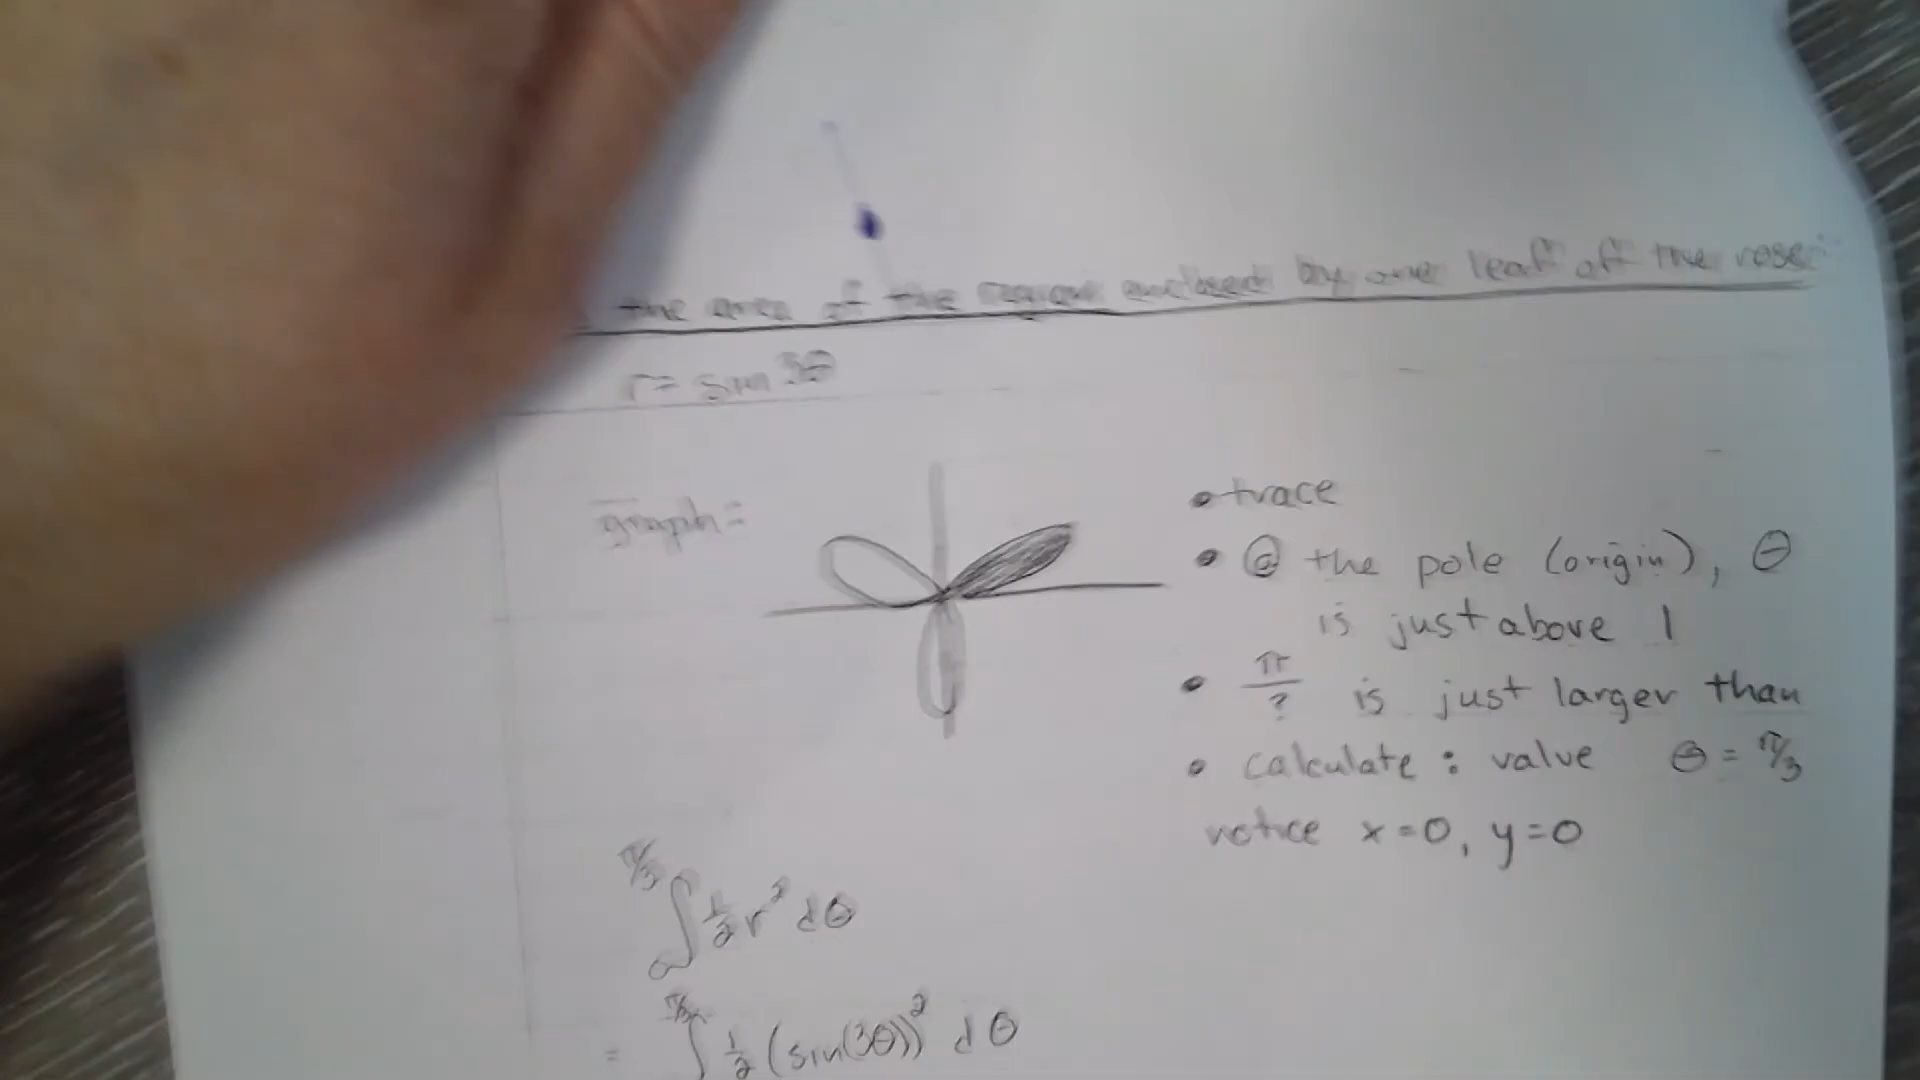 the area of the region enclosed by one leaf of the rose:
r = sin 3θ
graph =
• trace
• @ the pole (origin), θ
is just above 1
• π/? is just larger than
• calculate : value θ = π/3
notice x=0, y=0
∫₀^(π/3) ½ r² dθ
= ∫^(π/3) ½ (sin(3θ))² dθ